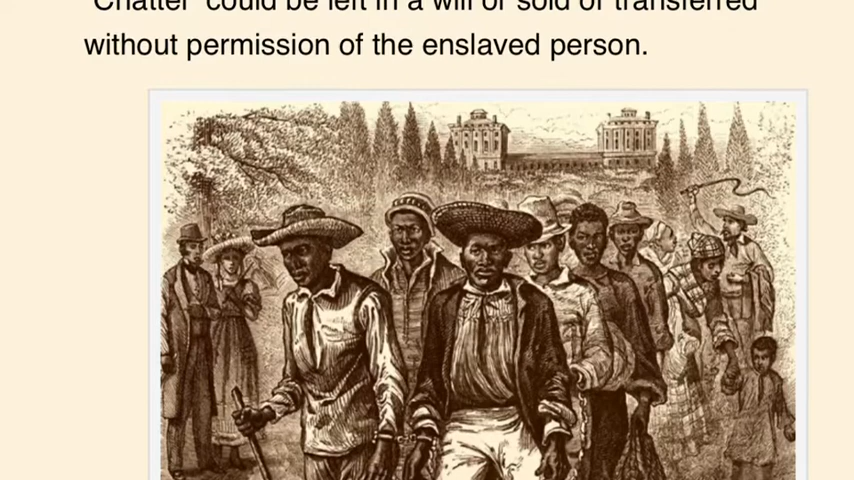 "Chattel" could be left in a will or sold or transferred
without permission of the enslaved person.